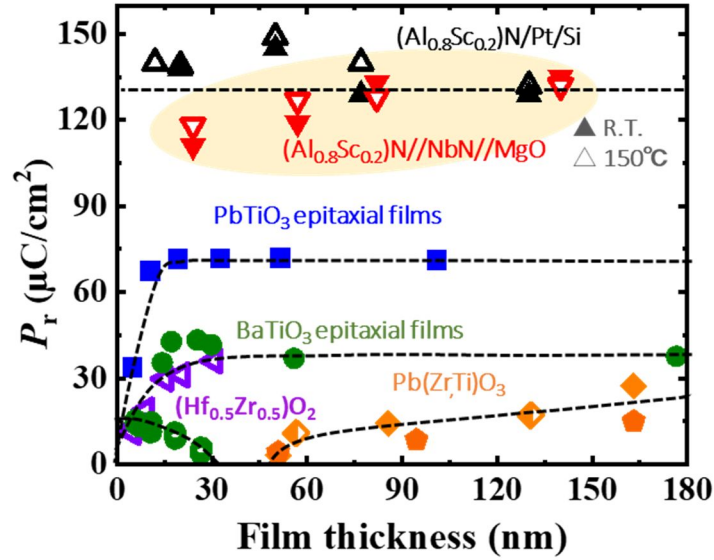 150
120
90
60
30
0
P_r (μC/cm²)
(Al₀.₈Sc₀.₂)N/Pt/Si
(Al₀.₈Sc₀.₂)N//NbN//MgO
▲ R.T.
△ 150℃
PbTiO₃ epitaxial films
BaTiO₃ epitaxial films
Pb(Zr,Ti)O₃
(Hf₀.₅Zr₀.₅)O₂
0 30 60 90 120 150 180
Film thickness (nm)